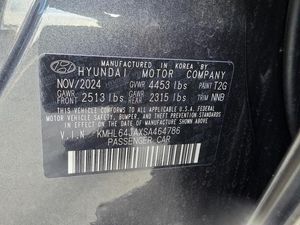 MANUFACTURED IN KOREA BY
HYUNDAI MOTOR COMPANY
NOV/2024 GVWR 4453 lbs PAINT T2G
GAWR FRONT 2513 lbs GAWR REAR 2315 lbs TRIM NNB
THIS VEHICLE CONFORMS TO ALL APPLICABLE U.S.A FEDERAL
MOTOR VEHICLE SAFETY, BUMPER, AND THEFT PREVENTION
STANDARDS IN EFFECT ON THE DATE OF MANUFACTURE
SHOWN ABOVE.
V.I.N KMHL64JAXSA464786
PASSENGER CAR